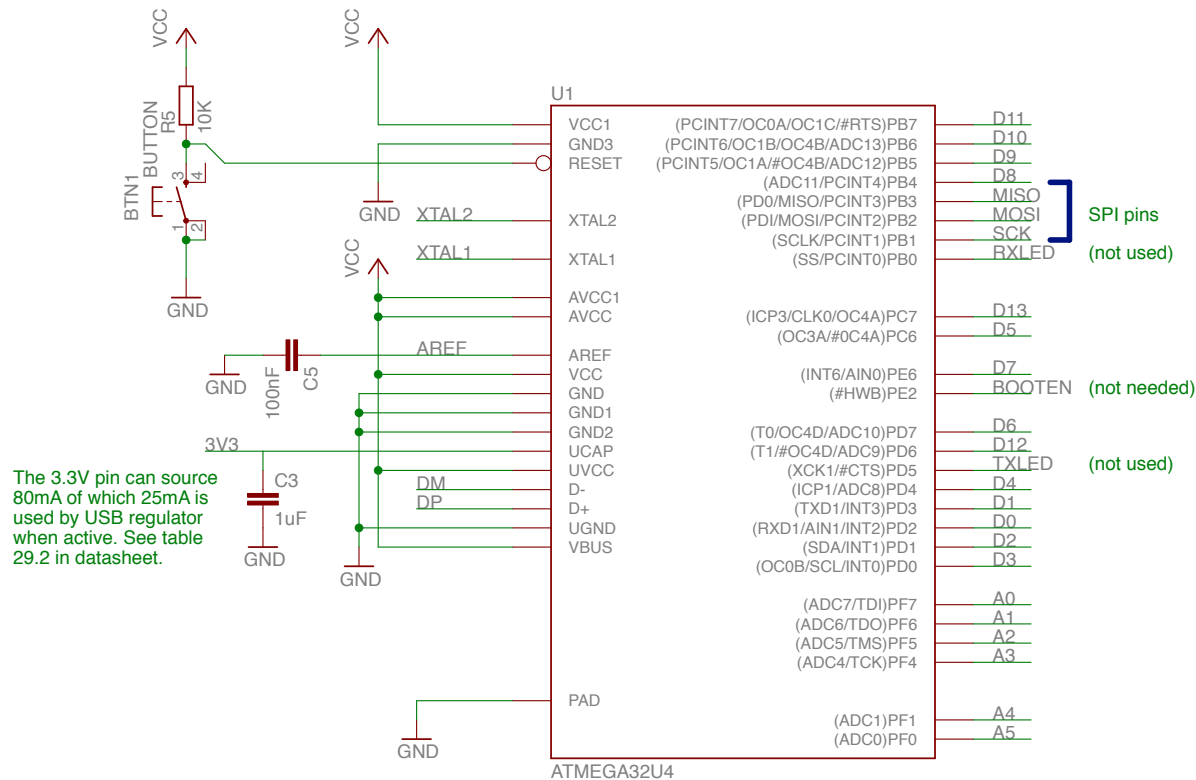 VCC
VCC
R5
10K
BUTTON
BTN1
3
4
1
2
GND
GND
U1
VCC1
GND3
RESET
XTAL2
XTAL2
XTAL1
XTAL1
VCC
AVCC1
AVCC
AREF
AREF
GND
100nF
C5
VCC
GND
GND1
GND2
3V3
UCAP
UVCC
DM
D-
DP
D+
UGND
VBUS
C3
1uF
GND
GND
The 3.3V pin can source
80mA of which 25mA is
used by USB regulator
when active. See table
29.2 in datasheet.
PAD
GND
(PCINT7/OC0A/OC1C/#RTS)PB7 D11
(PCINT6/OC1B/OC4B/ADC13)PB6 D10
(PCINT5/OC1A/#OC4B/ADC12)PB5 D9
(ADC11/PCINT4)PB4 D8
(PD0/MISO/PCINT3)PB3 MISO
(PDI/MOSI/PCINT2)PB2 MOSI SPI pins
(SCLK/PCINT1)PB1 SCK
(SS/PCINT0)PB0 RXLED (not used)
(ICP3/CLK0/OC4A)PC7 D13
(OC3A/#0C4A)PC6 D5
(INT6/AIN0)PE6 D7
(#HWB)PE2 BOOTEN (not needed)
(T0/OC4D/ADC10)PD7 D6
(T1/#OC4D/ADC9)PD6 D12
(XCK1/#CTS)PD5 TXLED (not used)
(ICP1/ADC8)PD4 D4
(TXD1/INT3)PD3 D1
(RXD1/AIN1/INT2)PD2 D0
(SDA/INT1)PD1 D2
(OC0B/SCL/INT0)PD0 D3
(ADC7/TDI)PF7 A0
(ADC6/TDO)PF6 A1
(ADC5/TMS)PF5 A2
(ADC4/TCK)PF4 A3
(ADC1)PF1 A4
(ADC0)PF0 A5
ATMEGA32U4